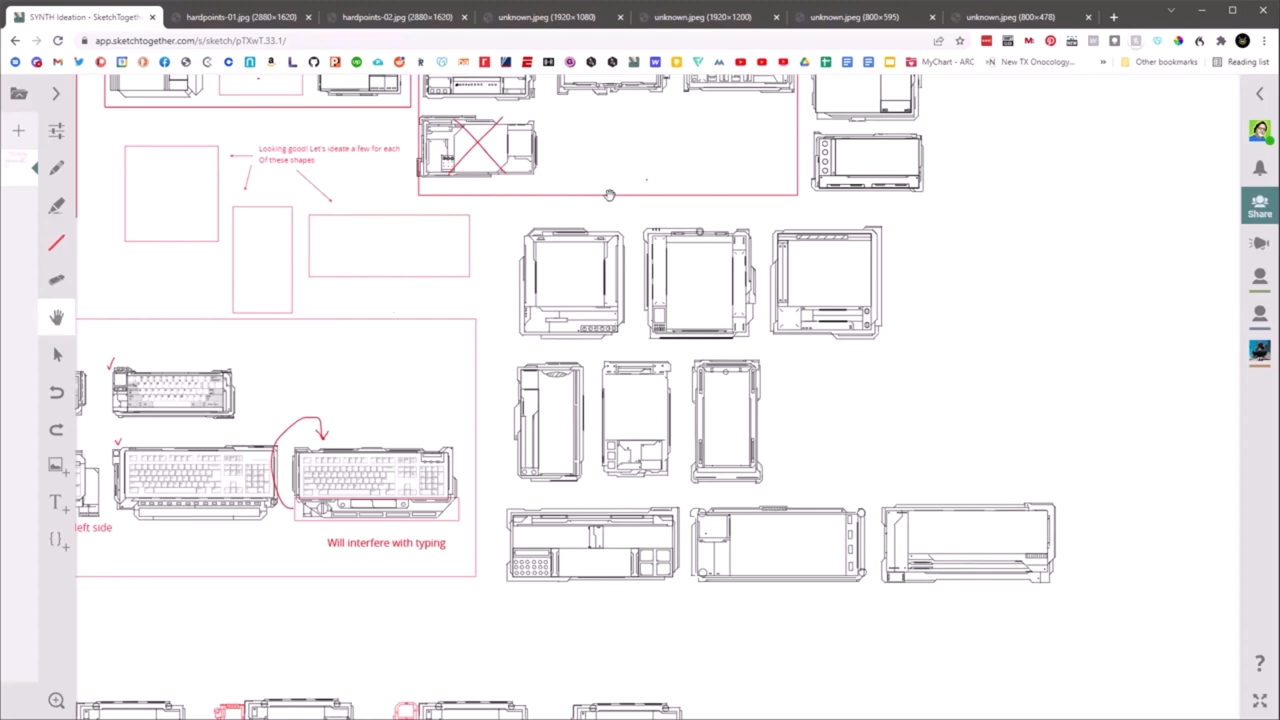 SYNTH Ideation - SketchTogeth
hardpoints-01.jpg (2880×1620)
hardpoints-02.jpg (2880×1620)
unknown.jpeg (1920×1080)
unknown.jpeg (1920×1200)
unknown.jpeg (800×595)
unknown.jpeg (800×478)
app.sketchtogether.com/s/sketch/pTXwT.33.1/
MyChart - ARC
New TX Onocology...
Other bookmarks
Reading list
Looking good! Let's ideate a few for each
Of these shapes
Share
left side
Will interfere with typing